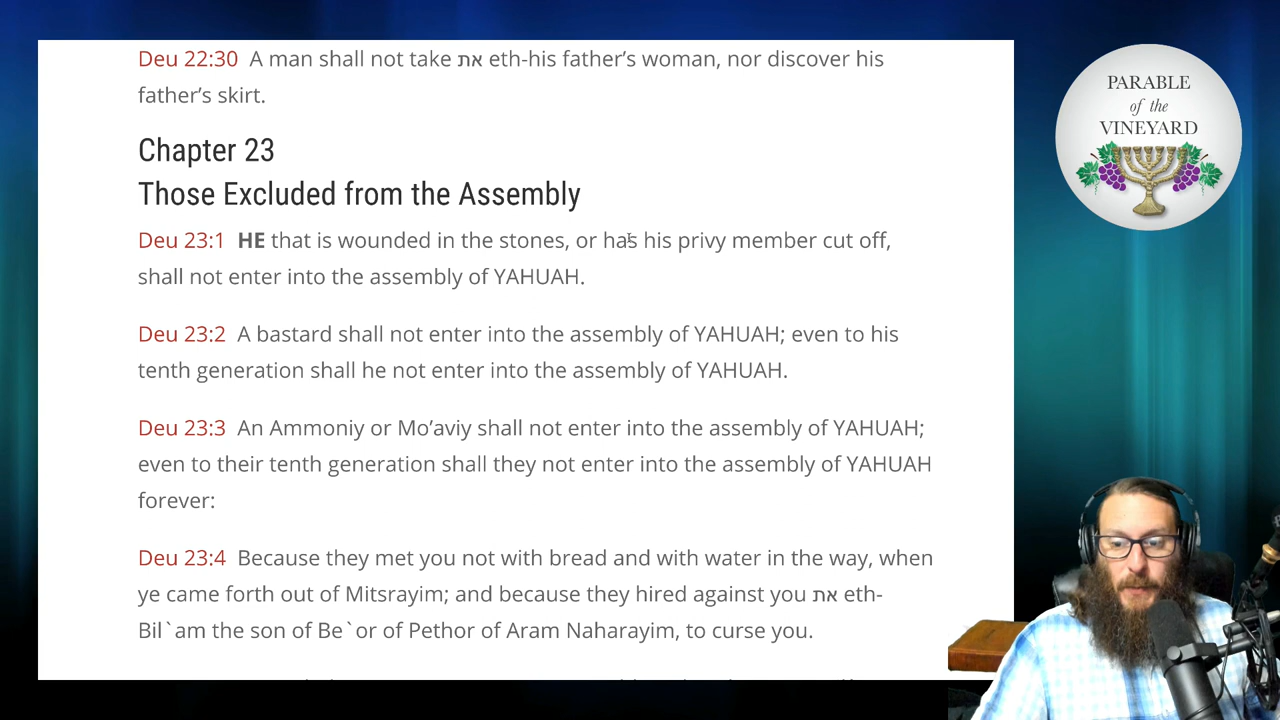 Deu 22:30 A man shall not take את eth-his father’s woman, nor discover his
father’s skirt.
Chapter 23
Those Excluded from the Assembly
Deu 23:1 HE that is wounded in the stones, or has his privy member cut off,
shall not enter into the assembly of YAHUAH.
Deu 23:2 A bastard shall not enter into the assembly of YAHUAH; even to his
tenth generation shall he not enter into the assembly of YAHUAH.
Deu 23:3 An Ammoniy or Mo’aviy shall not enter into the assembly of YAHUAH;
even to their tenth generation shall they not enter into the assembly of YAHUAH
forever:
Deu 23:4 Because they met you not with bread and with water in the way, when
ye came forth out of Mitsrayim; and because they hired against you את eth-
Bil`am the son of Be`or of Pethor of Aram Naharayim, to curse you.
PARABLE
of the
VINEYARD